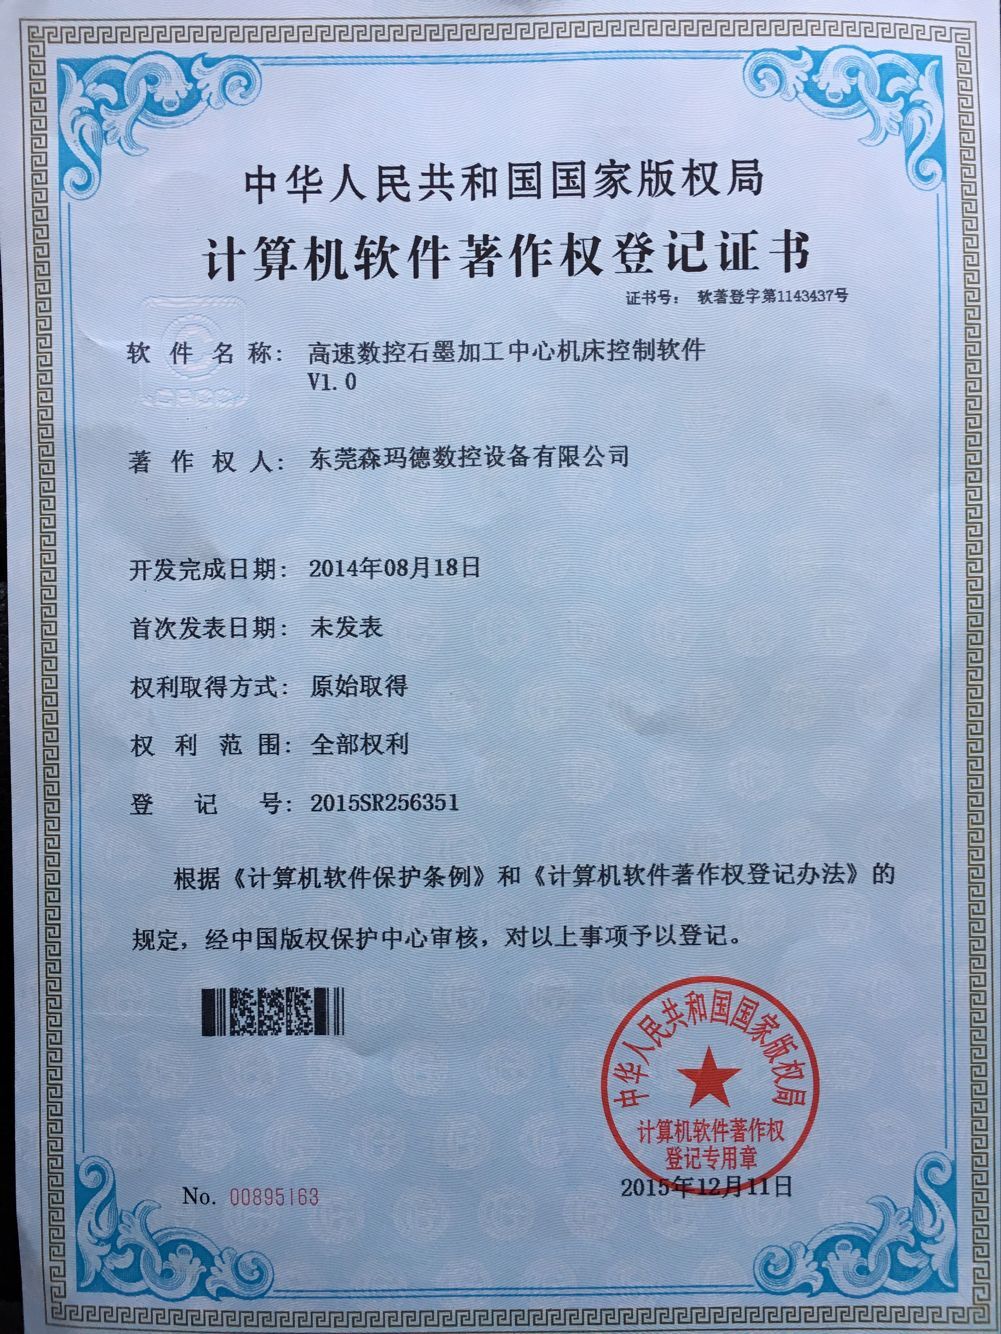 中华人民共和国国家版权局
计算机软件著作权登记证书
证书号： 软著登字第1143437号
软件名称： 高速数控石墨加工中心机床控制软件
V1.0
著作权人： 东莞森玛德数控设备有限公司
开发完成日期： 2014年08月18日
首次发表日期： 未发表
权利取得方式： 原始取得
权利范围： 全部权利
登记号： 2015SR256351
根据《计算机软件保护条例》和《计算机软件著作权登记办法》的
规定，经中国版权保护中心审核，对以上事项予以登记。
中华人民共和国国家版权局
计算机软件著作权
登记专用章
No. 00895163
2015年12月11日